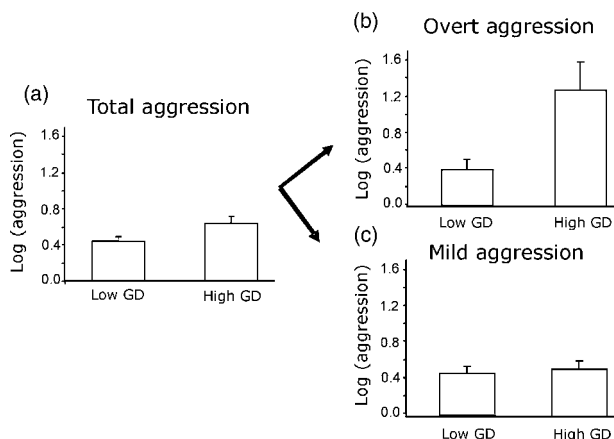 (a)
Total aggression
Log (aggression)
1.6
1.2
0.8
0.4
0.0
Low GD
High GD
(b)
Overt aggression
Log (aggression)
1.6
1.2
0.4
0.0
Low GD
High GD
(c)
Mild aggression
Log (aggression)
1.6
1.2
0.8
0.4
0.0
Low GD
High GD